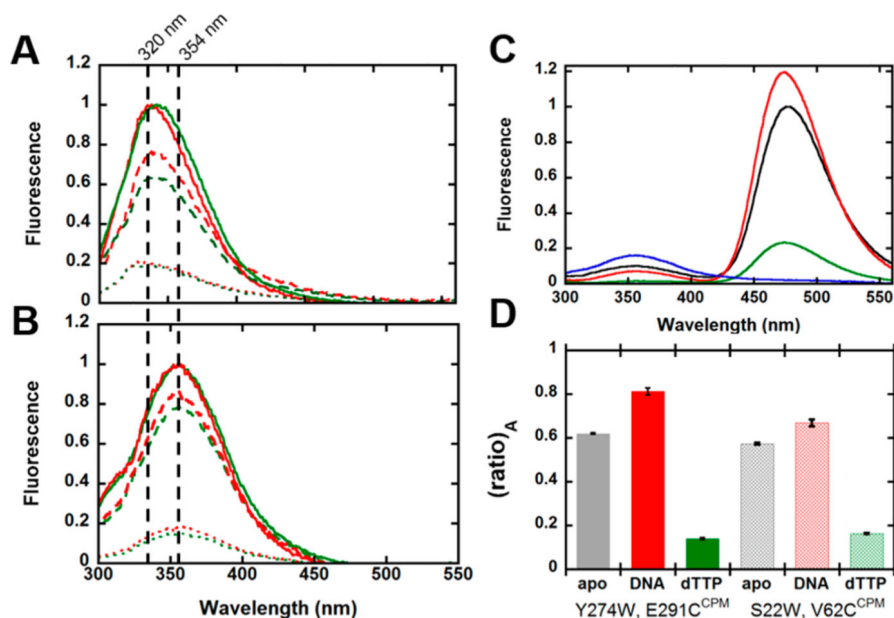 320 nm
354 nm
A
Fluorescence
1.2
1
0.8
0.6
0.4
0.2
0
B
Fluorescence
1.2
1
0.8
0.6
0.4
0.2
0
300 350 400 450 500 550
Wavelength (nm)
C
Fluorescence
1.2
1
0.8
0.6
0.4
0.2
0
300 350 400 450 500 550
Wavelength (nm)
D
(ratio)A
1
0.8
0.6
0.4
0.2
0
apo DNA dTTP apo DNA dTTP
Y274W, E291CCPM S22W, V62CCPM